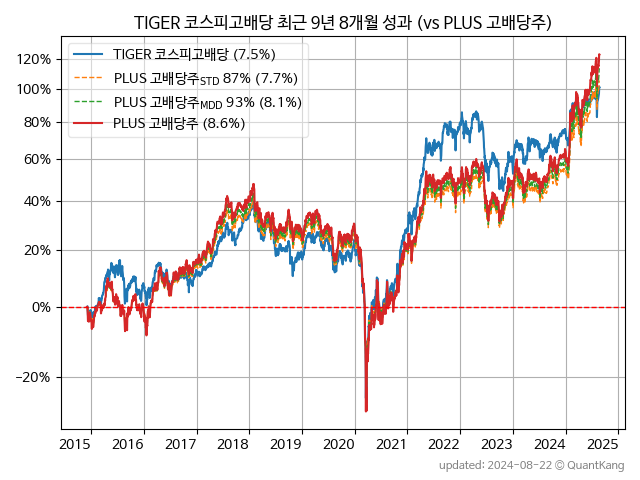 TIGER 코스피고배당 최근 9년 8개월 성과 (vs PLUS 고배당주)
TIGER 코스피고배당 (7.5%)
PLUS 고배당주STD 87% (7.7%)
PLUS 고배당주MDD 93% (8.1%)
PLUS 고배당주 (8.6%)
120%
100%
80%
60%
40%
20%
0%
−20%
2015 2016 2017 2018 2019 2020 2021 2022 2023 2024 2025
updated: 2024-08-22 © QuantKang